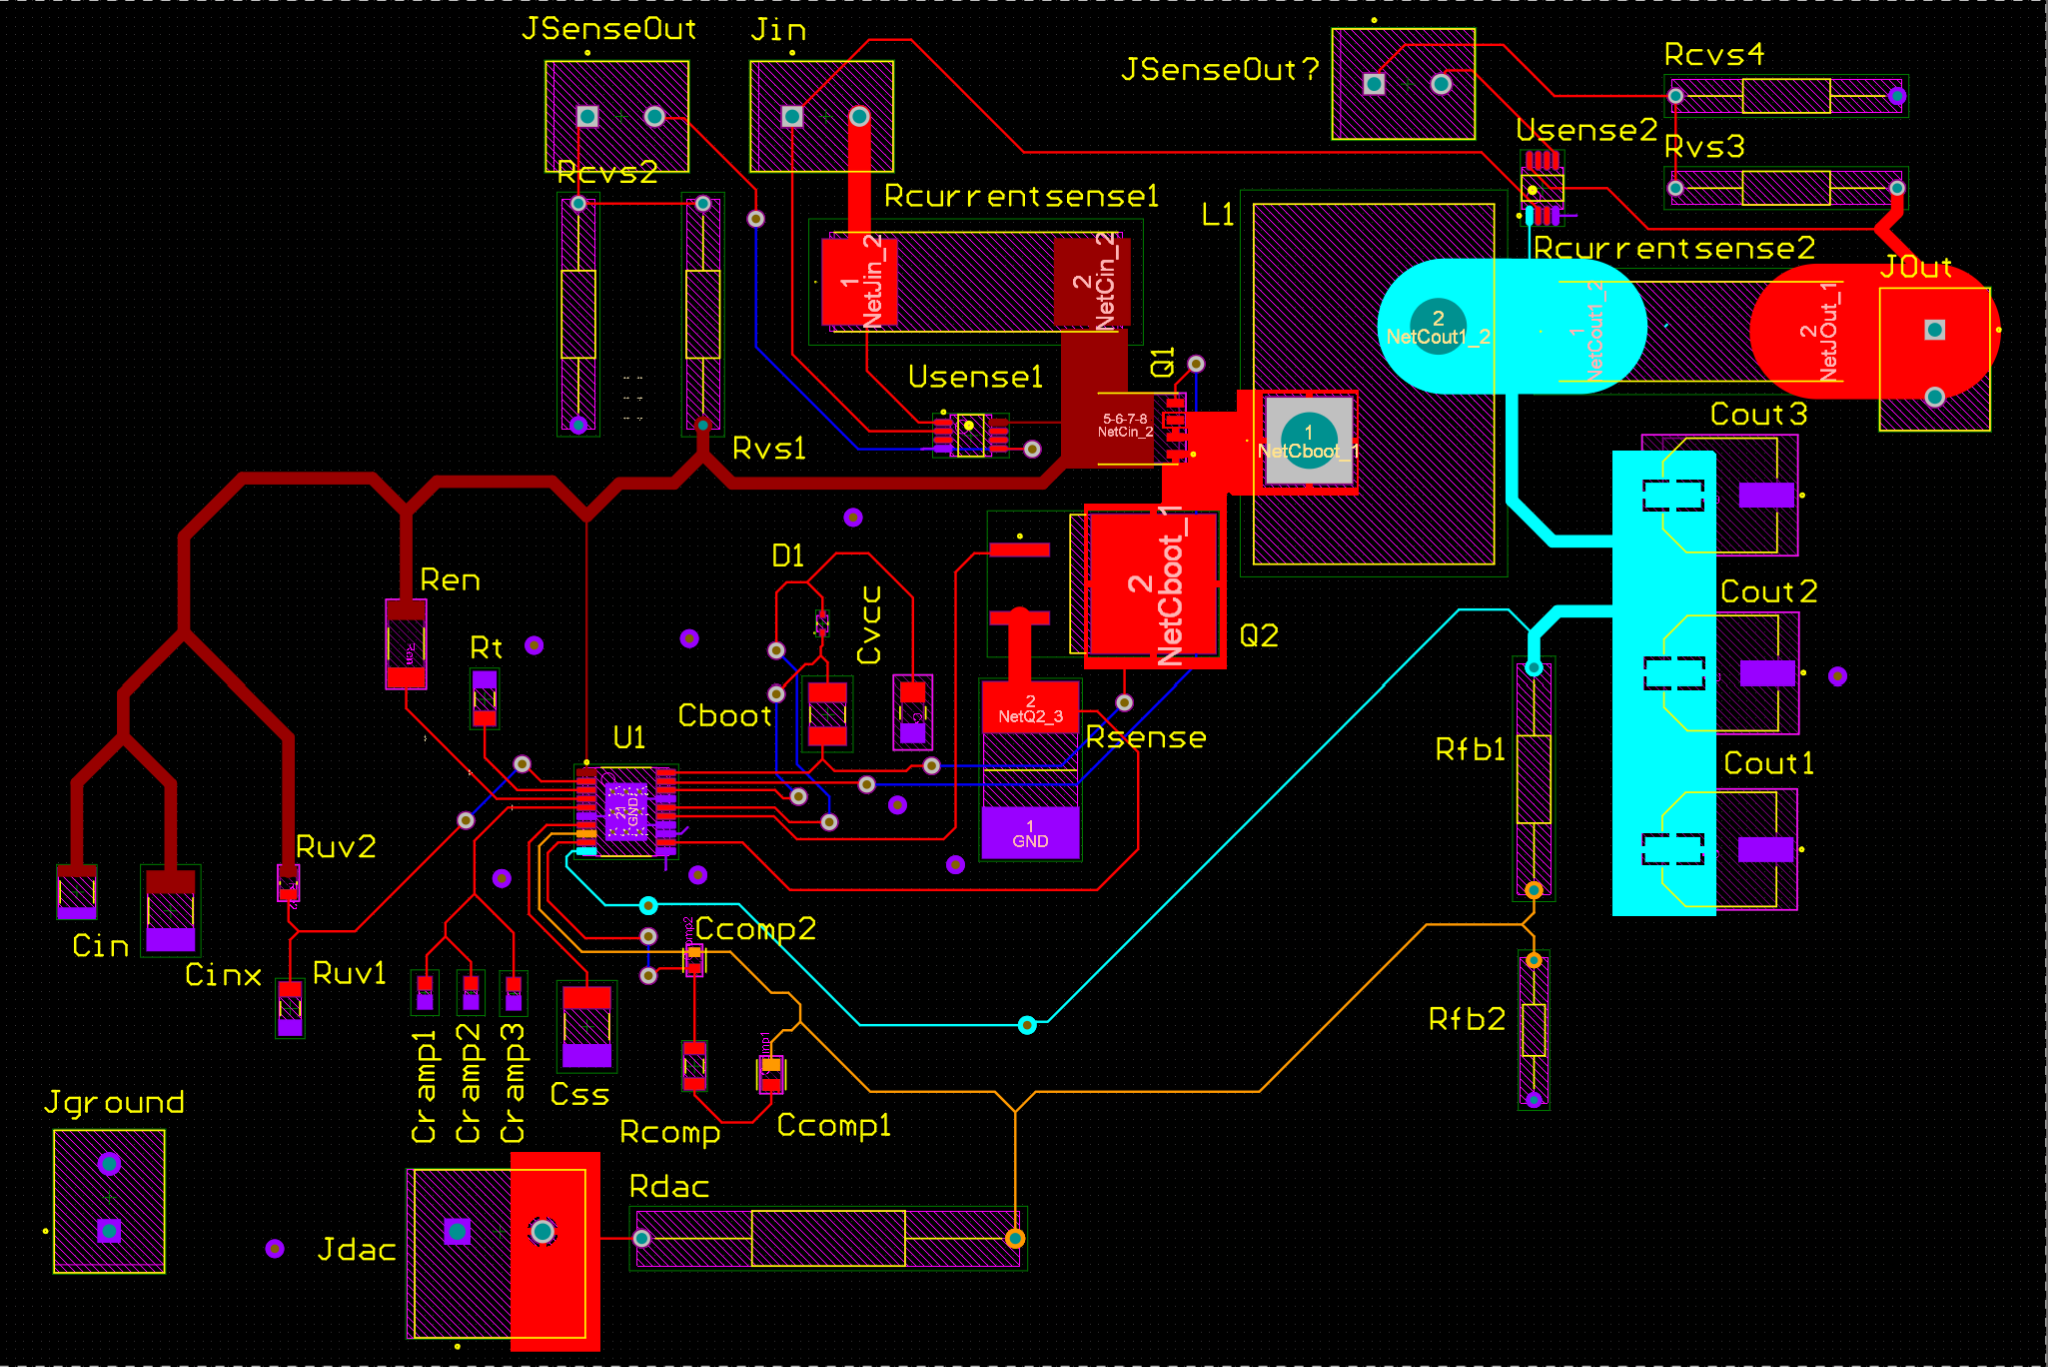 JSenseOut
Jin
JSenseOut?
Rcvs4
Usense2
Rvs3
Rcvs2
Rcurrentsense1
L1
Rcurrentsense2
JOut
1
NetJin_2
2
NetCin_2
2
NetCout1_2
1
NetCout1_2
2
NetJOut_1
Usense1
Q1
5-6-7-8
NetCin_2
1
NetCboot_1
Cout3
Rvs1
D1
Ren
Rt
Cvcc
2
NetCboot_1
Q2
Cout2
Cboot
U1
2
NetQ2_3
Rsense
Rfb1
Cout1
21
GND
1
GND
Ruv2
Cin
Cinx
Ruv1
Ccomp2
Cramp1
Cramp2
Cramp3
Css
Rcomp
Ccomp1
Rfb2
Jground
Rdac
Jdac